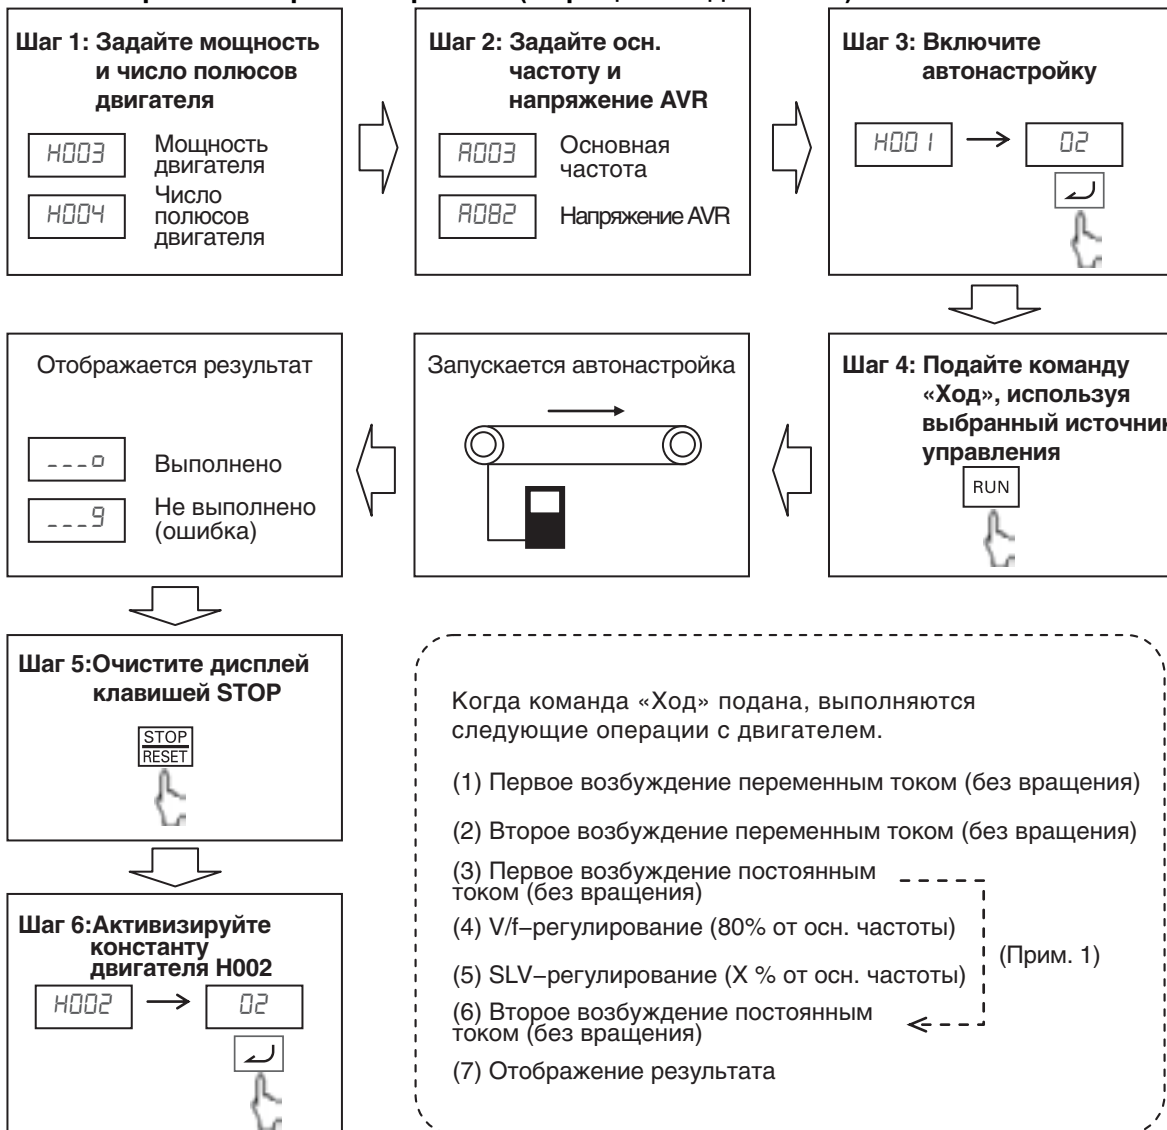 Шаг 1: Задайте мощность
и число полюсов
двигателя
H003
Мощность
двигателя
H004
Число
полюсов
двигателя
Шаг 2: Задайте осн.
частоту и
напряжение AVR
A003
Основная
частота
A082
Напряжение AVR
Шаг 3: Включите
автонастройку
H001
02
Шаг 4: Подайте команду
«Ход», используя
выбранный источник
управления
RUN
Запускается автонастройка
Отображается результат
___o
Выполнено
___9
Не выполнено
(ошибка)
Шаг 5:Очистите дисплей
клавишей STOP
STOP
RESET
Шаг 6:Активизируйте
константу
двигателя H002
H002
02
Когда команда «Ход» подана, выполняются
следующие операции с двигателем.
(1) Первое возбуждение переменным током (без вращения)
(2) Второе возбуждение переменным током (без вращения)
(3) Первое возбуждение постоянным
током (без вращения)
(4) V/f–регулирование (80% от осн. частоты)
(5) SLV–регулирование (X % от осн. частоты)
(6) Второе возбуждение постоянным
током (без вращения)
(7) Отображение результата
(Прим. 1)